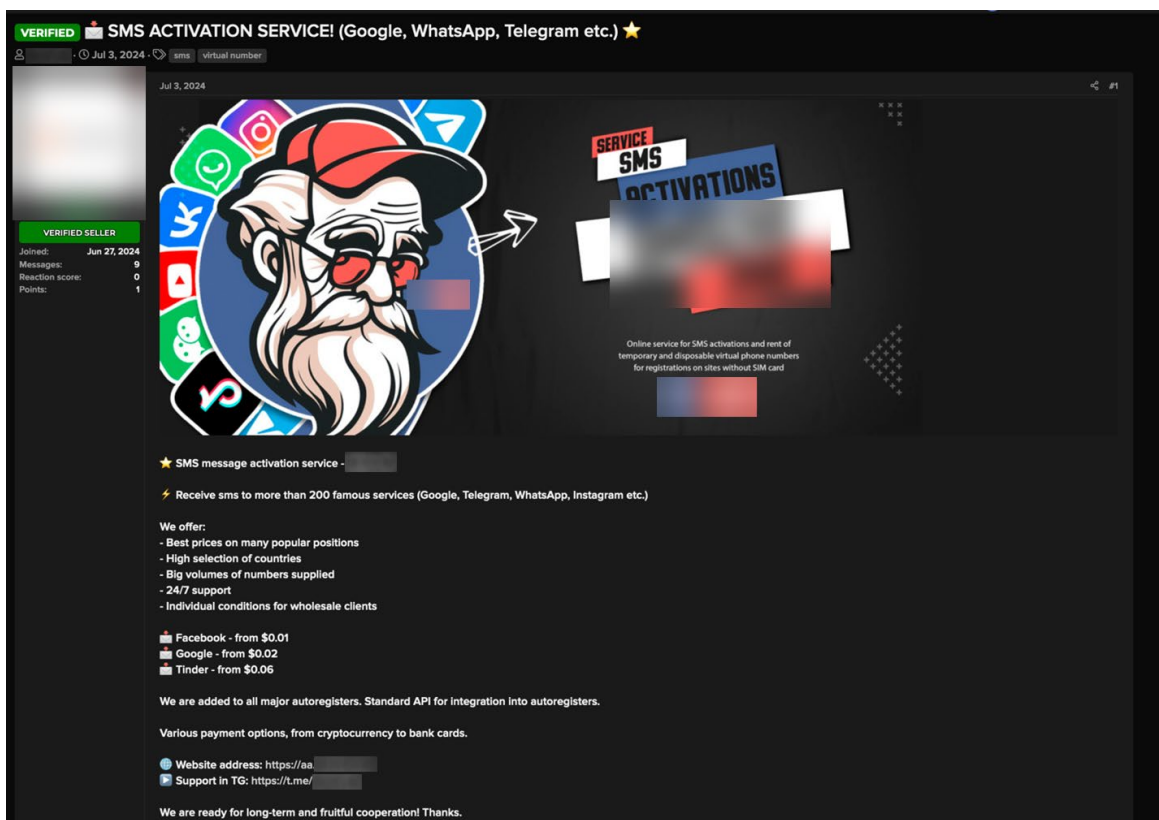 VERIFIED 📩 SMS ACTIVATION SERVICE! (Google, WhatsApp, Telegram etc.) ⭐
· Jul 3, 2024 · sms virtual number
Jul 3, 2024 #1
VERIFIED SELLER
Joined: Jun 27, 2024
Messages: 9
Reaction score: 0
Points: 1
SERVICE
SMS
ACTIVATIONS
Online service for SMS activations and rent of
temporary and disposable virtual phone numbers
for registrations on sites without SIM card
⭐ SMS message activation service -
⚡ Receive sms to more than 200 famous services (Google, Telegram, WhatsApp, Instagram etc.)
We offer:
- Best prices on many popular positions
- High selection of countries
- Big volumes of numbers supplied
- 24/7 support
- Individual conditions for wholesale clients
📩 Facebook - from $0.01
📩 Google - from $0.02
📩 Tinder - from $0.06
We are added to all major autoregisters. Standard API for integration into autoregisters.
Various payment options, from cryptocurrency to bank cards.
🌐 Website address: https://aa.
▶️ Support in TG: https://t.me/
We are ready for long-term and fruitful cooperation! Thanks.